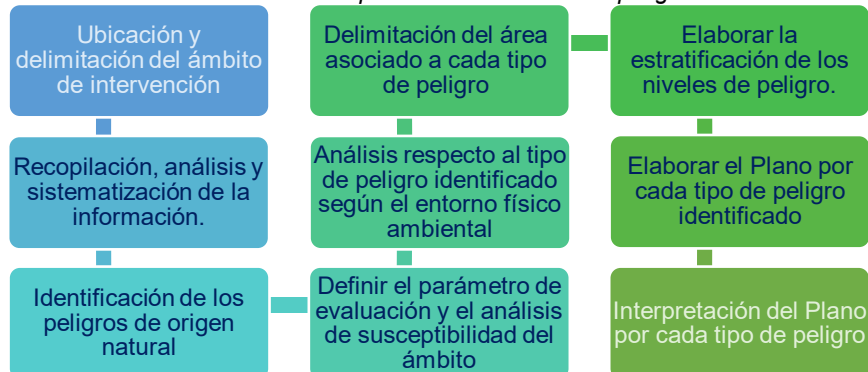 Ubicación y
delimitación del ámbito
de intervención
Recopilación, análisis y
sistematización de la
información.
Identificación de los
peligros de origen
natural
Definir el parámetro de
evaluación y el análisis
de susceptibilidad del
ámbito
Análisis respecto al tipo
de peligro identificado
según el entorno físico
ambiental
Delimitación del área
asociado a cada tipo
de peligro
Elaborar la
estratificación de los
niveles de peligro.
Elaborar el Plano por
cada tipo de peligro
identificado
Interpretación del Plano
por cada tipo de peligro